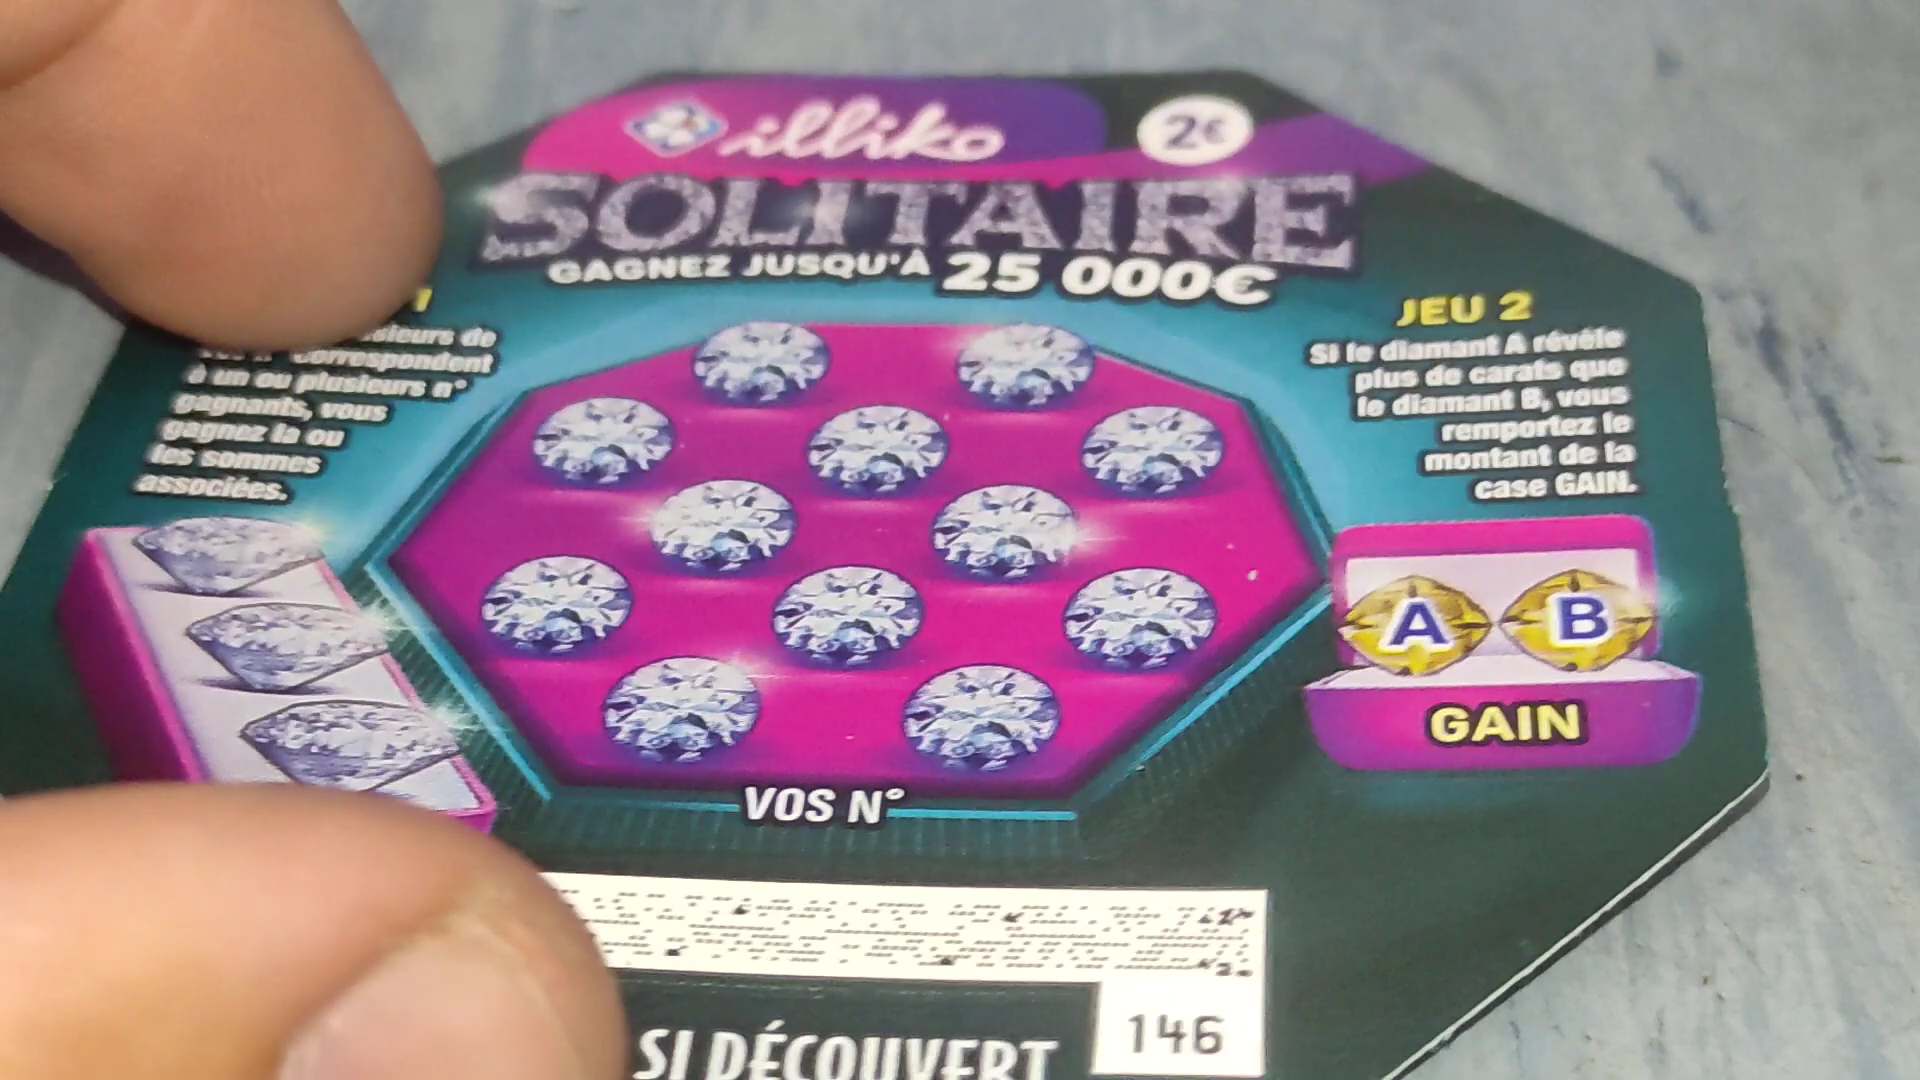 illiko
2€
SOLITAIRE
GAGNEZ JUSQU'À 25 000€
correspondent
à un ou plusieurs n°
gagnants, vous
gagnez la ou
les sommes
associées.
JEU 2
Si le diamant A révèle
plus de carats que
le diamant B, vous
remportez le
montant de la
case GAIN.
A B
GAIN
VOS N°
146
SI DÉCOUVERT